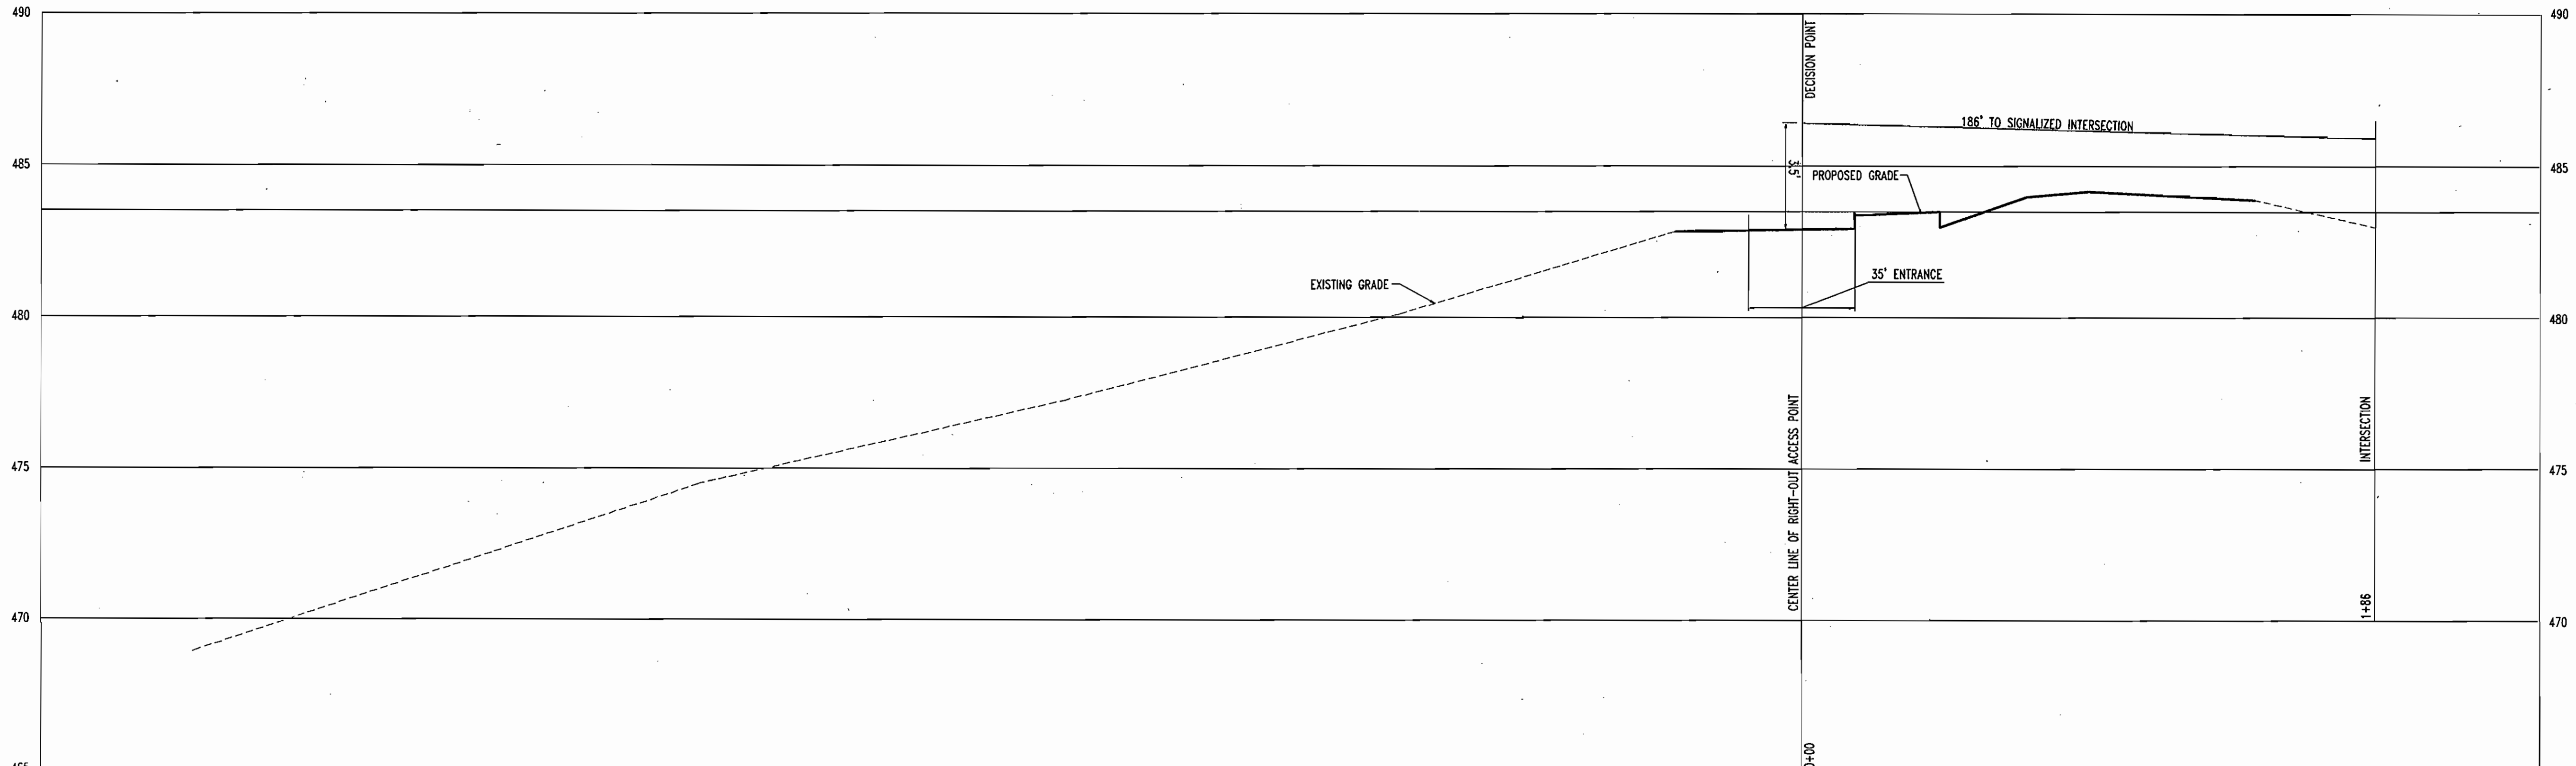 490
490
DECISION POINT
186' TO SIGNALIZED INTERSECTION
485
485
3.5'
PROPOSED GRADE
35' ENTRANCE
EXISTING GRADE
480
480
CENTER LINE OF RIGHT-OUT ACCESS POINT
INTERSECTION
475
475
1+86
470
470